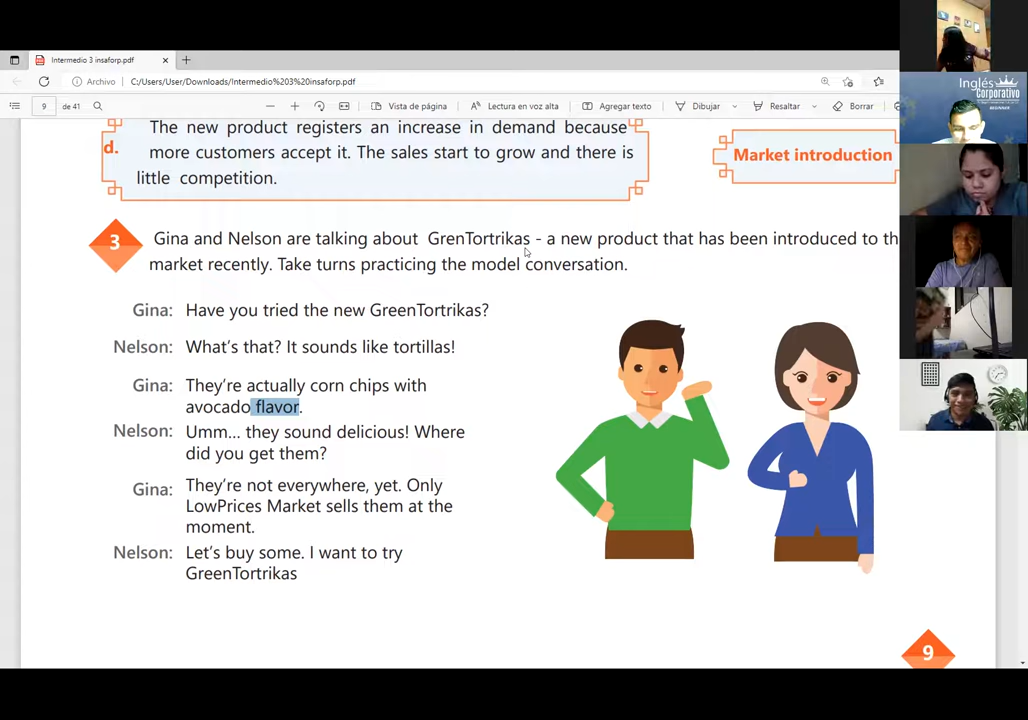 Intermedio 3 insaforp.pdf
Archivo C:/Users/User/Downloads/Intermedio%203%20insaforp.pdf
9 de 41 Vista de página Lectura en voz alta Agregar texto Dibujar Resaltar Borrar
The new product registers an increase in demand because
d. more customers accept it. The sales start to grow and there is
little competition.
Market introduction
3 Gina and Nelson are talking about GrenTortrikas - a new product that has been introduced to th
market recently. Take turns practicing the model conversation.
Gina: Have you tried the new GreenTortrikas?
Nelson: What's that? It sounds like tortillas!
Gina: They're actually corn chips with
avocado flavor.
Nelson: Umm... they sound delicious! Where
did you get them?
Gina: They're not everywhere, yet. Only
LowPrices Market sells them at the
moment.
Nelson: Let's buy some. I want to try
GreenTortrikas
9
Inglés
Corporativo
BEGINNER